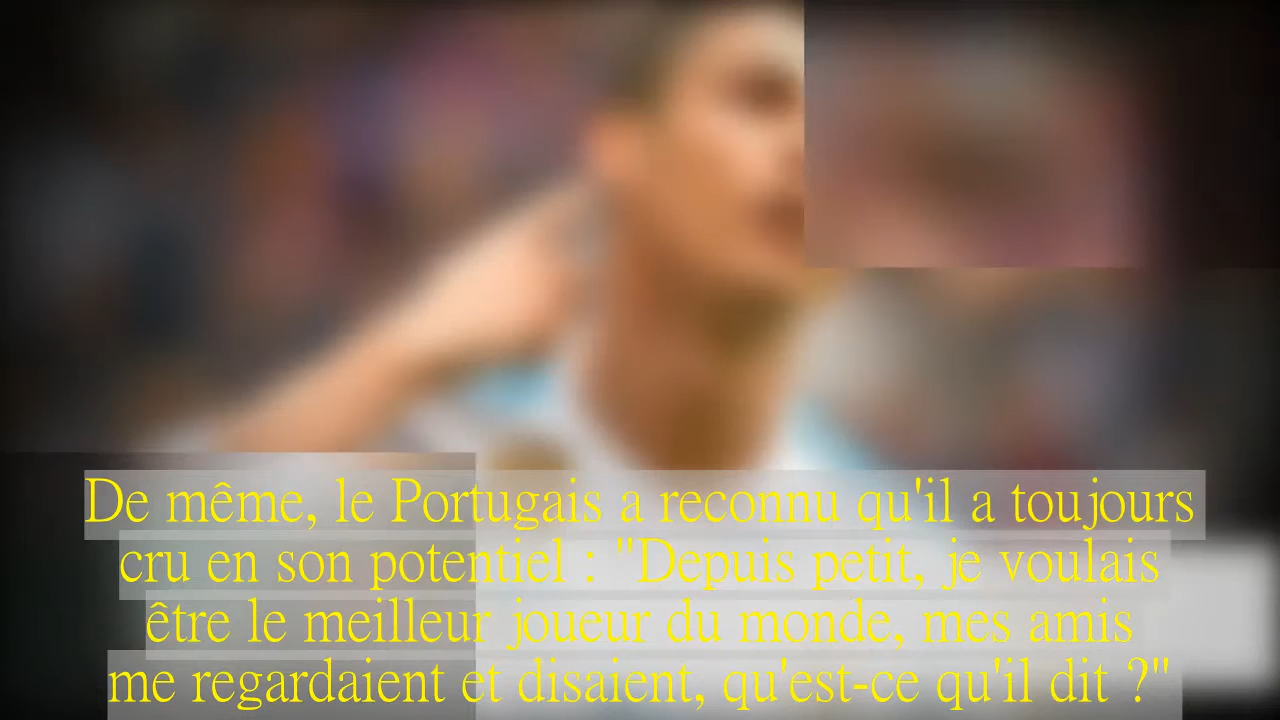 De même, le Portugais a reconnu qu'il a toujours
cru en son potentiel : "Depuis petit, je voulais
être le meilleur joueur du monde, mes amis
me regardaient et disaient, qu'est-ce qu'il dit ?"